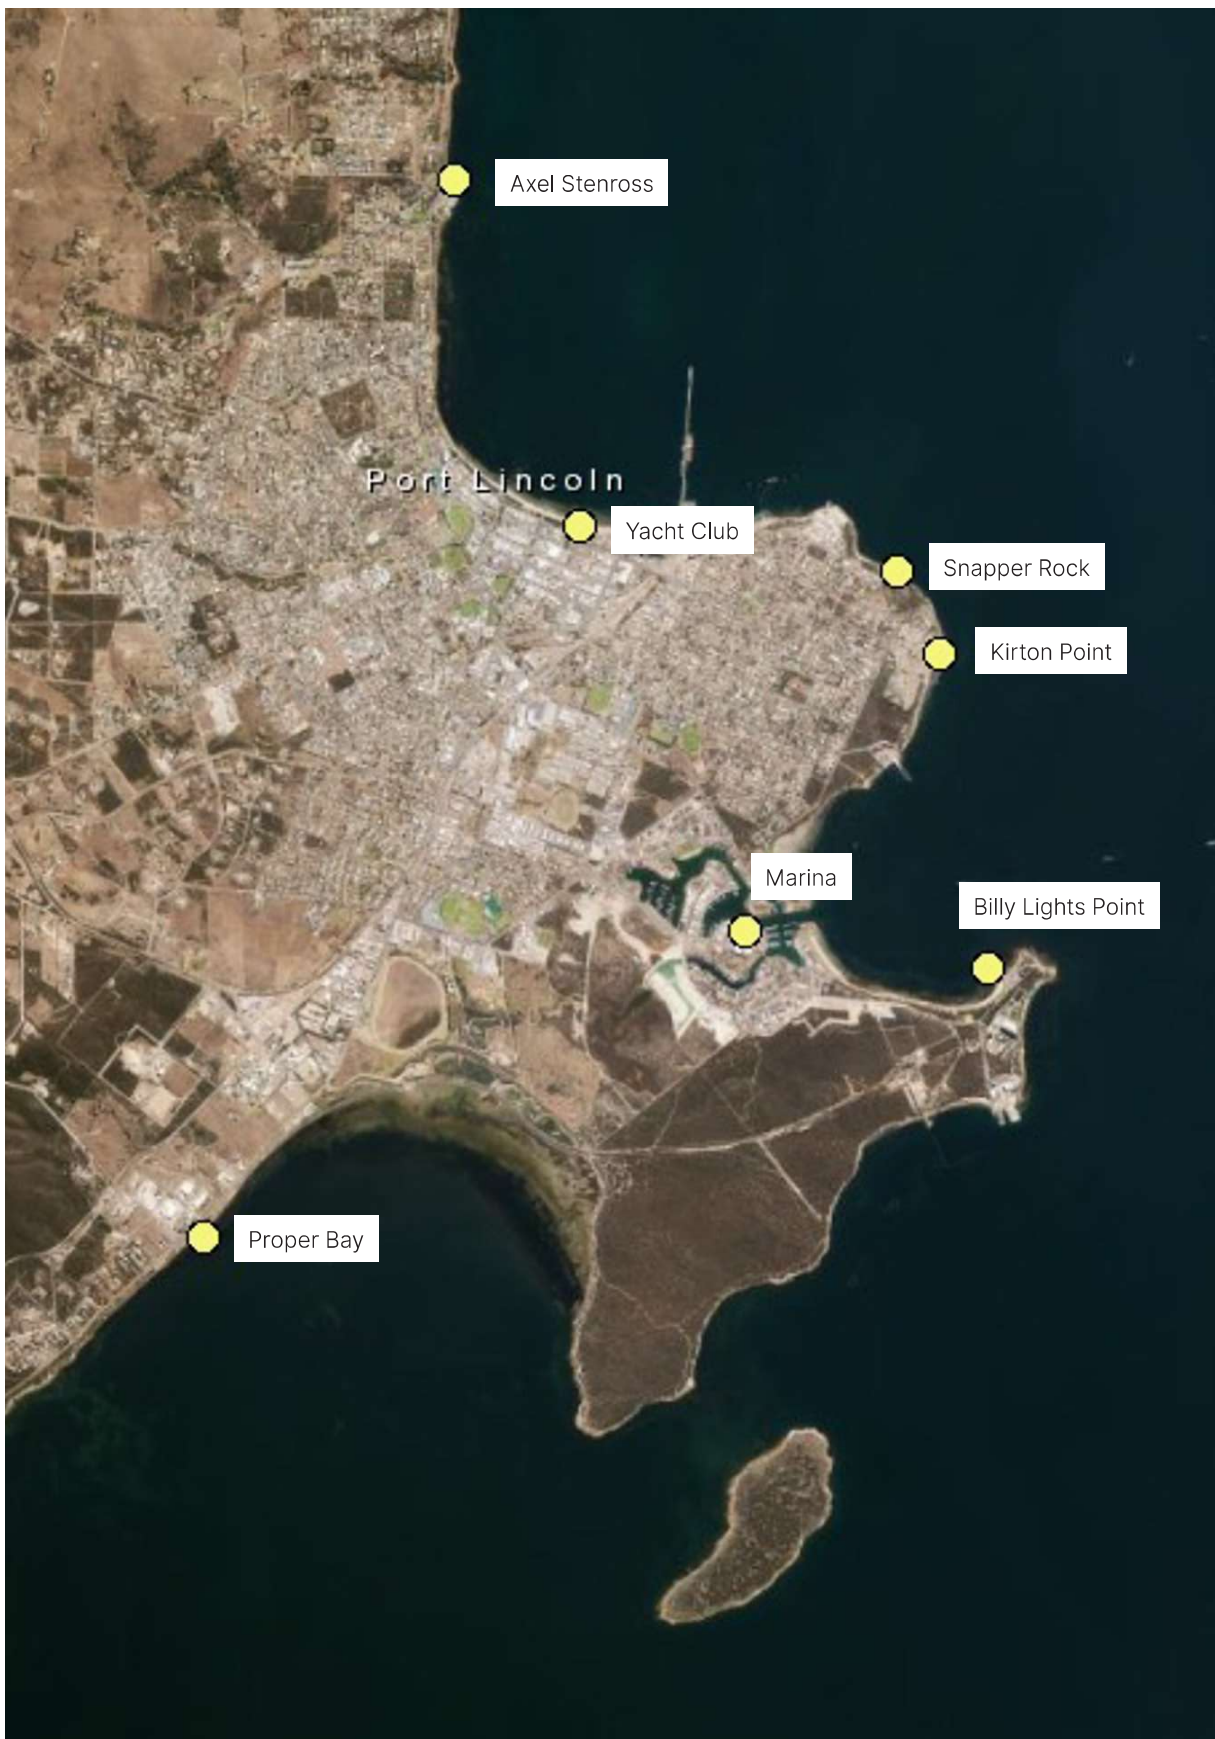 Axel Stenross
Port Lincoln
Yacht Club
Snapper Rock
Kirton Point
Marina
Billy Lights Point
Proper Bay